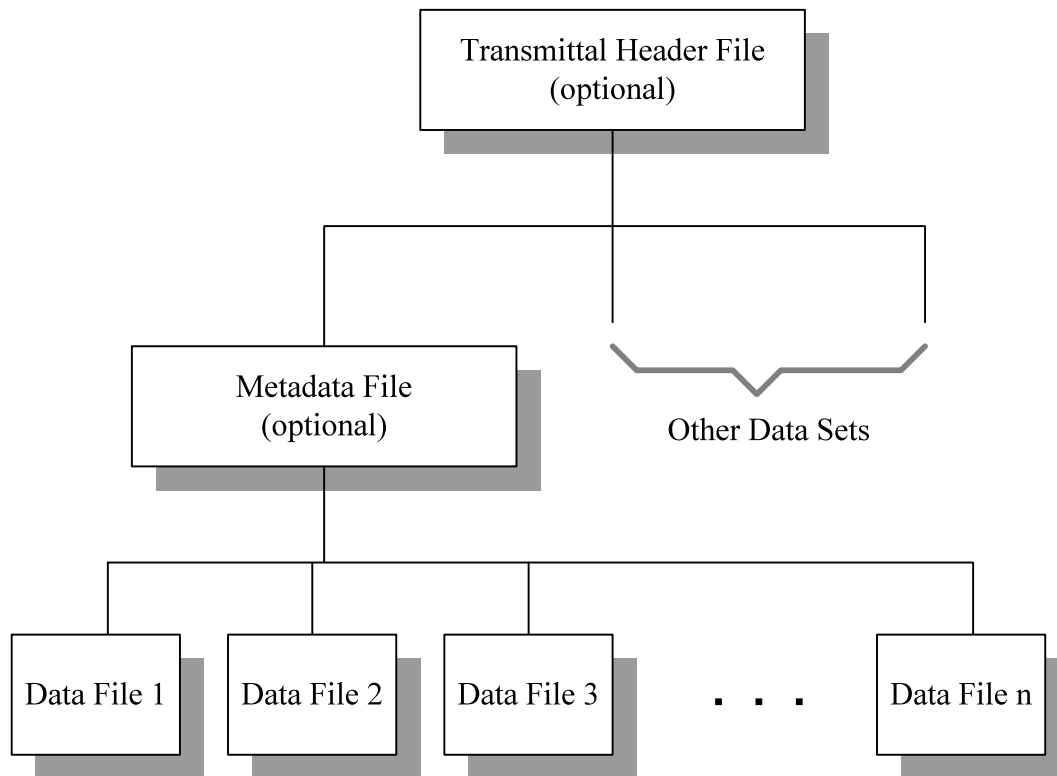 Transmittal Header File
(optional)
Metadata File
(optional)
Other Data Sets
Data File 1
Data File 2
Data File 3
. . .
Data File n